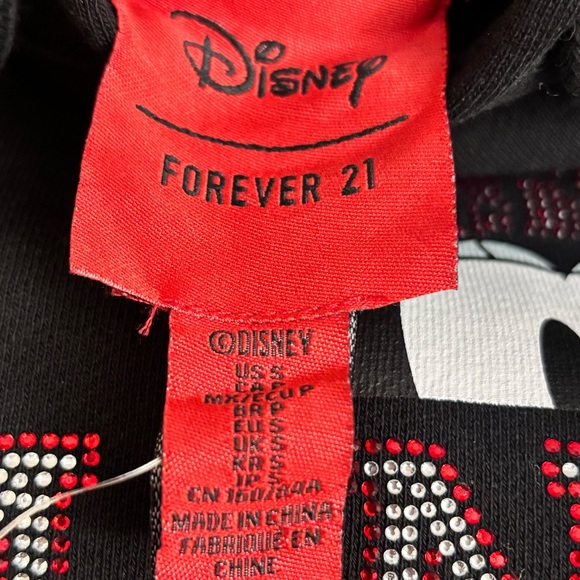 Disney
FOREVER 21
©DISNEY
US S
CA P
MX/ECU P
BR P
EU S
UK S
KR S
JP S
CN 160/84A
MADE IN CHINA
FABRIQUÉ EN
CHINE